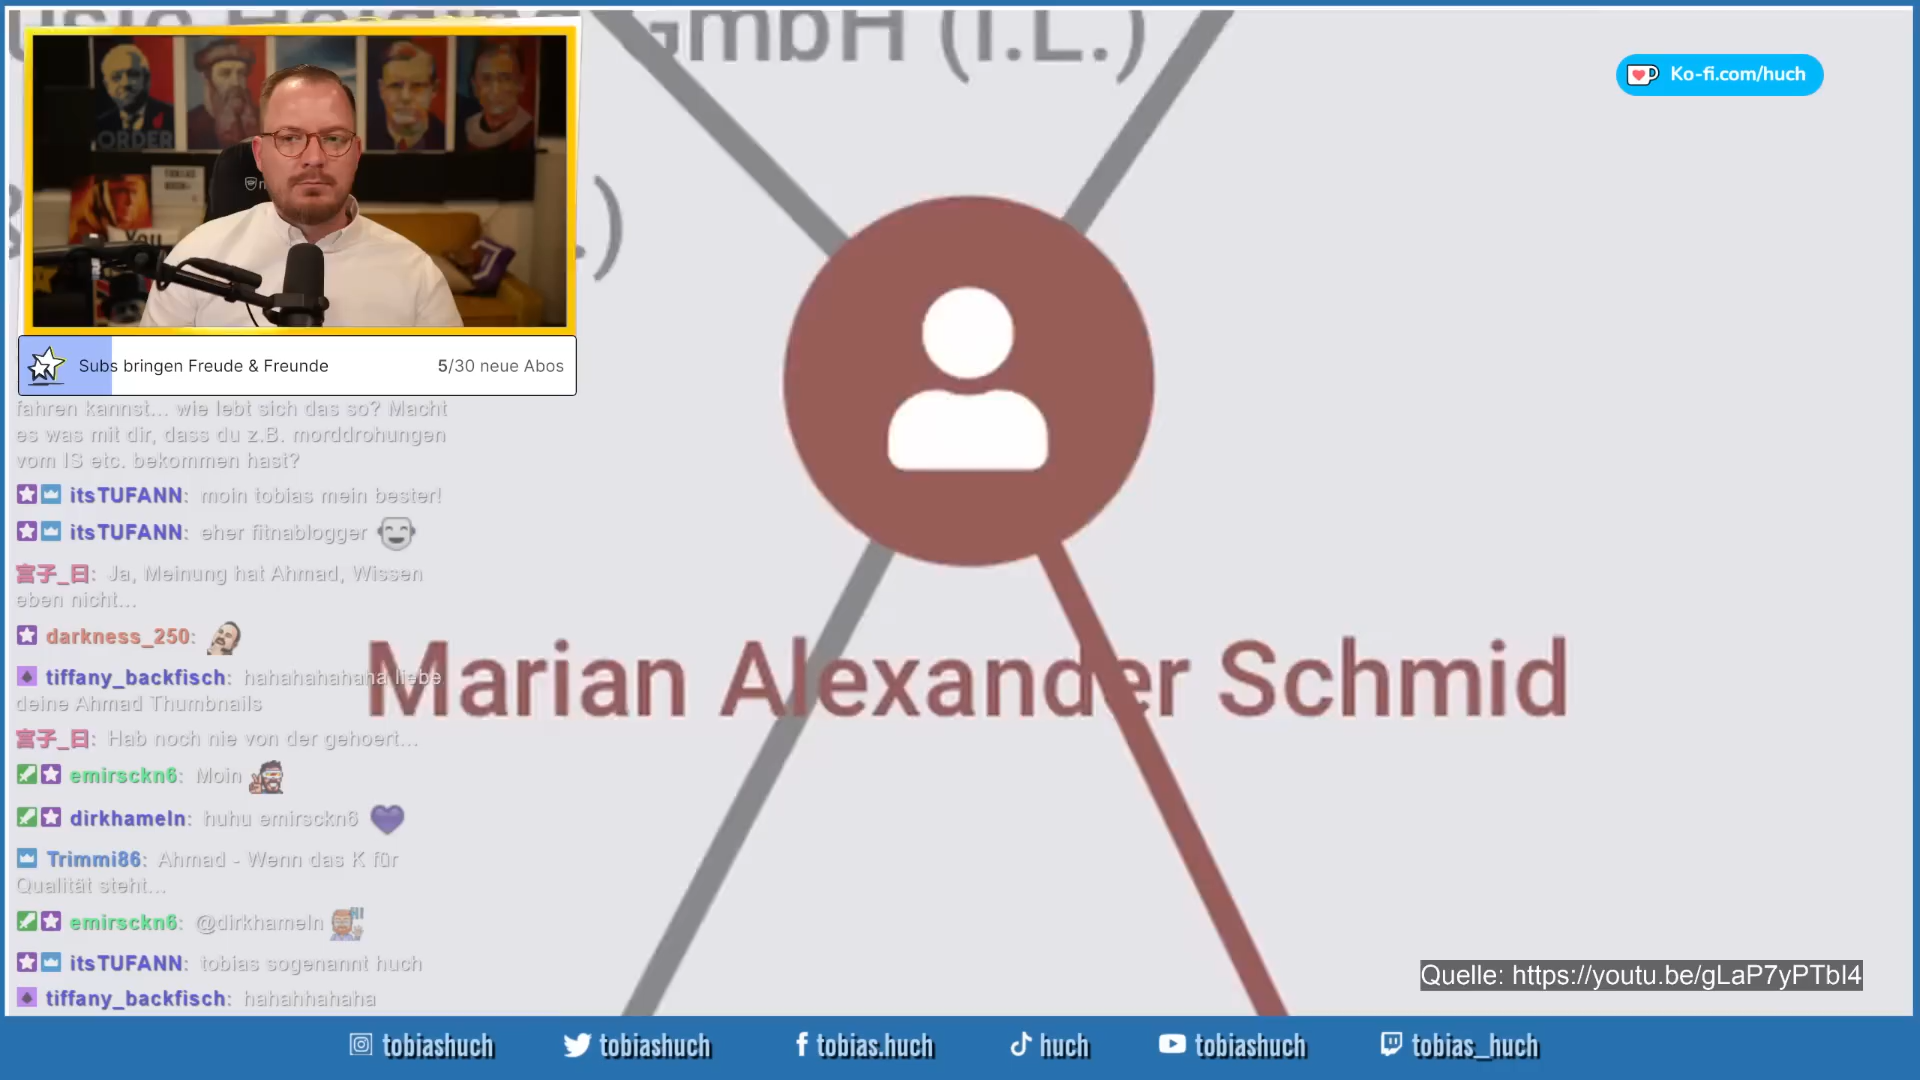 GmbH (i.L.)
Ko-fi.com/huch
ORDER
You
.)
Subs bringen Freude & Freunde
5/30 neue Abos
fahren kannst... wie lebt sich das so? Macht
es was mit dir, dass du z.B. morddrohungen
vom IS etc. bekommen hast?
itsTUFANN: moin tobias mein bester!
itsTUFANN: eher fitnablogger
宮子_日: Ja, Meinung hat Ahmad, Wissen
eben nicht...
darkness_250:
tiffany_backfisch: hahahahahaha liebe
deine Ahmad Thumbnails
Marian Alexander Schmid
宮子_日: Hab noch nie von der gehoert...
emirsckn6: Moin
dirkhameln: huhu emirsckn6
Trimmi86: Ahmad - Wenn das K für
Qualität steht...
emirsckn6: @dirkhameln
itsTUFANN: tobias sogenannt huch
tiffany_backfisch: hahahhahaha
Quelle: https://youtu.be/gLaP7yPTbI4
tobiashuch
tobiashuch
tobias.huch
huch
tobiashuch
tobias_huch